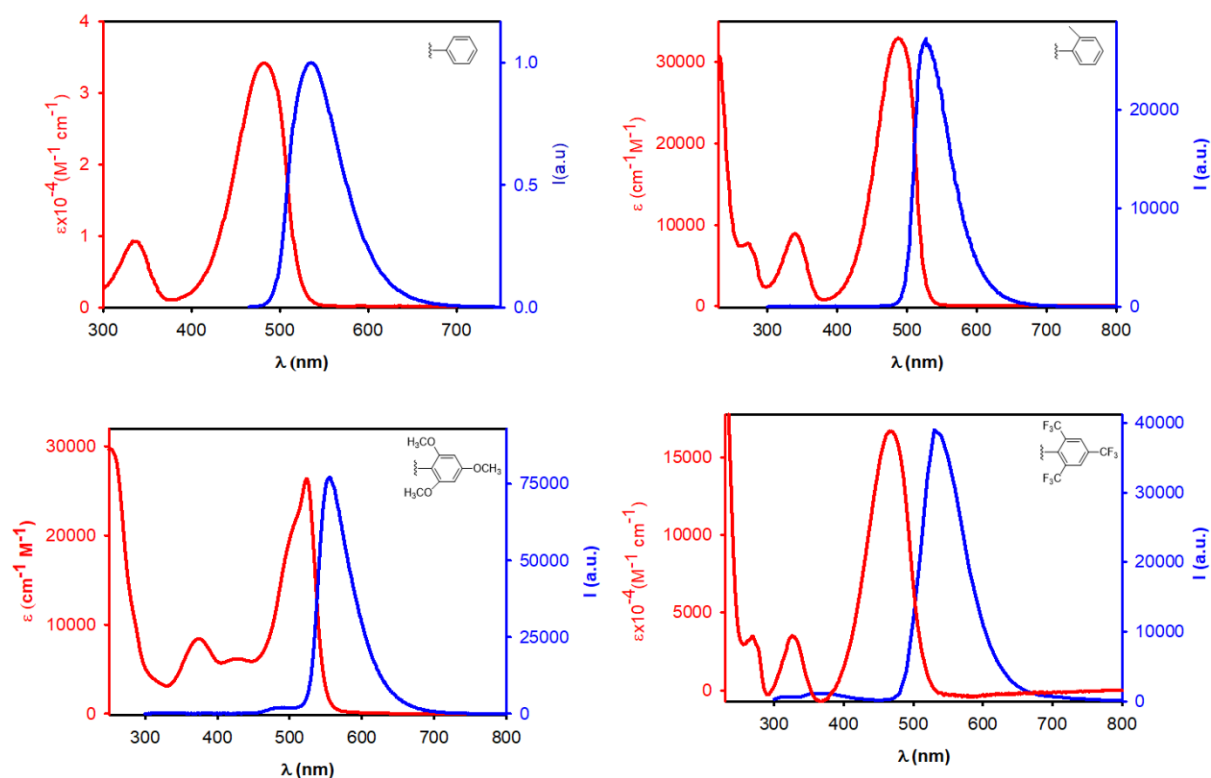 4
3
2
1
0
εx10⁻⁴(M⁻¹ cm⁻¹)
1.0
0.5
0.0
I(a.u)
300 400 500 600 700
λ (nm)
30000
20000
10000
0
ε (cm⁻¹M⁻¹)
20000
10000
0
I (a.u.)
300 400 500 600 700 800
λ (nm)
30000
20000
10000
0
ε (cm⁻¹ M⁻¹)
H₃CO
OCH₃
H₃CO
75000
50000
25000
0
I (a.u.)
300 400 500 600 700 800
λ (nm)
15000
10000
5000
0
εx10⁻⁴(M⁻¹ cm⁻¹)
F₃C
CF₃
F₃C
40000
30000
20000
10000
0
I (a.u.)
300 400 500 600 700 800
λ (nm)